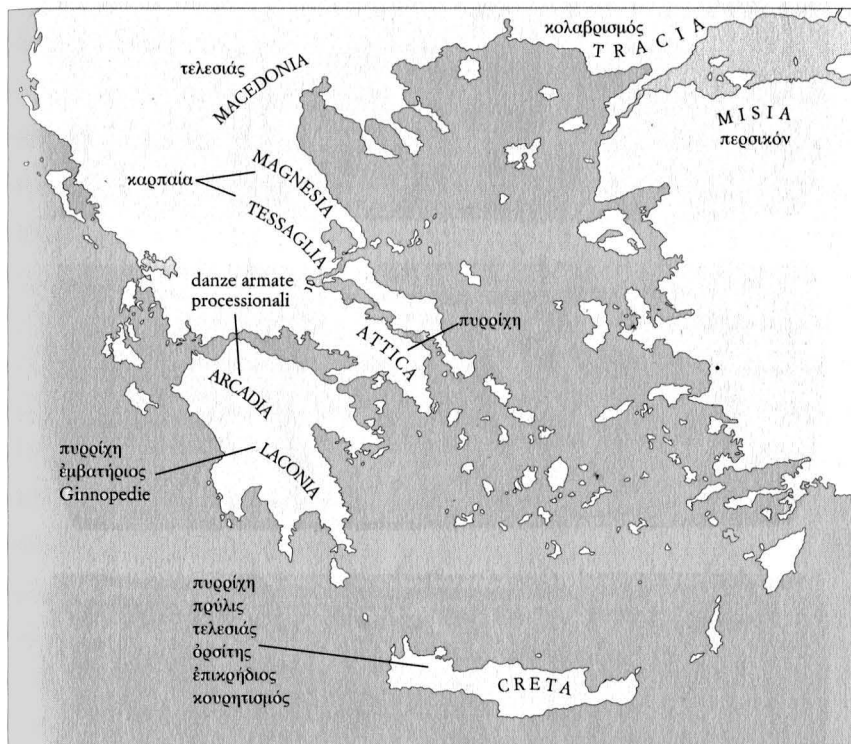 κολαβρισμός
TRACIA
τελεσιάς
MACEDONIA
MISIA
περσικόν
καρπαία
MAGNESIA
TESSAGLIA
danze armate
processionali
πυρρίχη
ATTICA
ARCADIA
πυρρίχη
ἐμβατήριος
Ginnopedie
LACONIA
πυρρίχη
πρύλις
τελεσιάς
ὀρσίτης
ἐπικρήδιος
κουρητισμός
CRETA